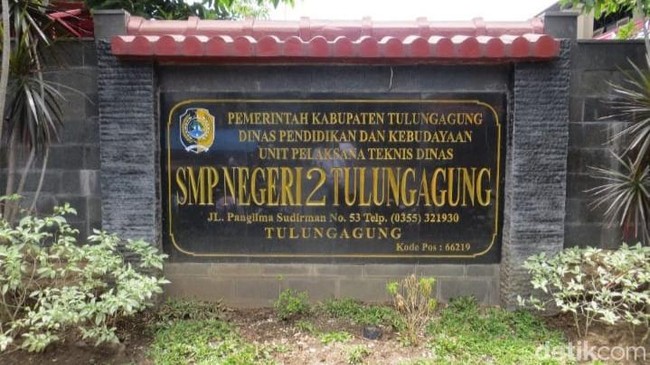 PEMERINTAH KABUPATEN TULUNGAGUNG
DINAS PENDIDIKAN DAN KEBUDAYAAN
UNIT PELAKSANA TEKNIS DINAS
SMP NEGERI 2 TULUNGAGUNG
JL. Panglima Sudirman No. 53 Telp. (0355) 321930
TULUNGAGUNG
Kode Pos : 66219
detikcom